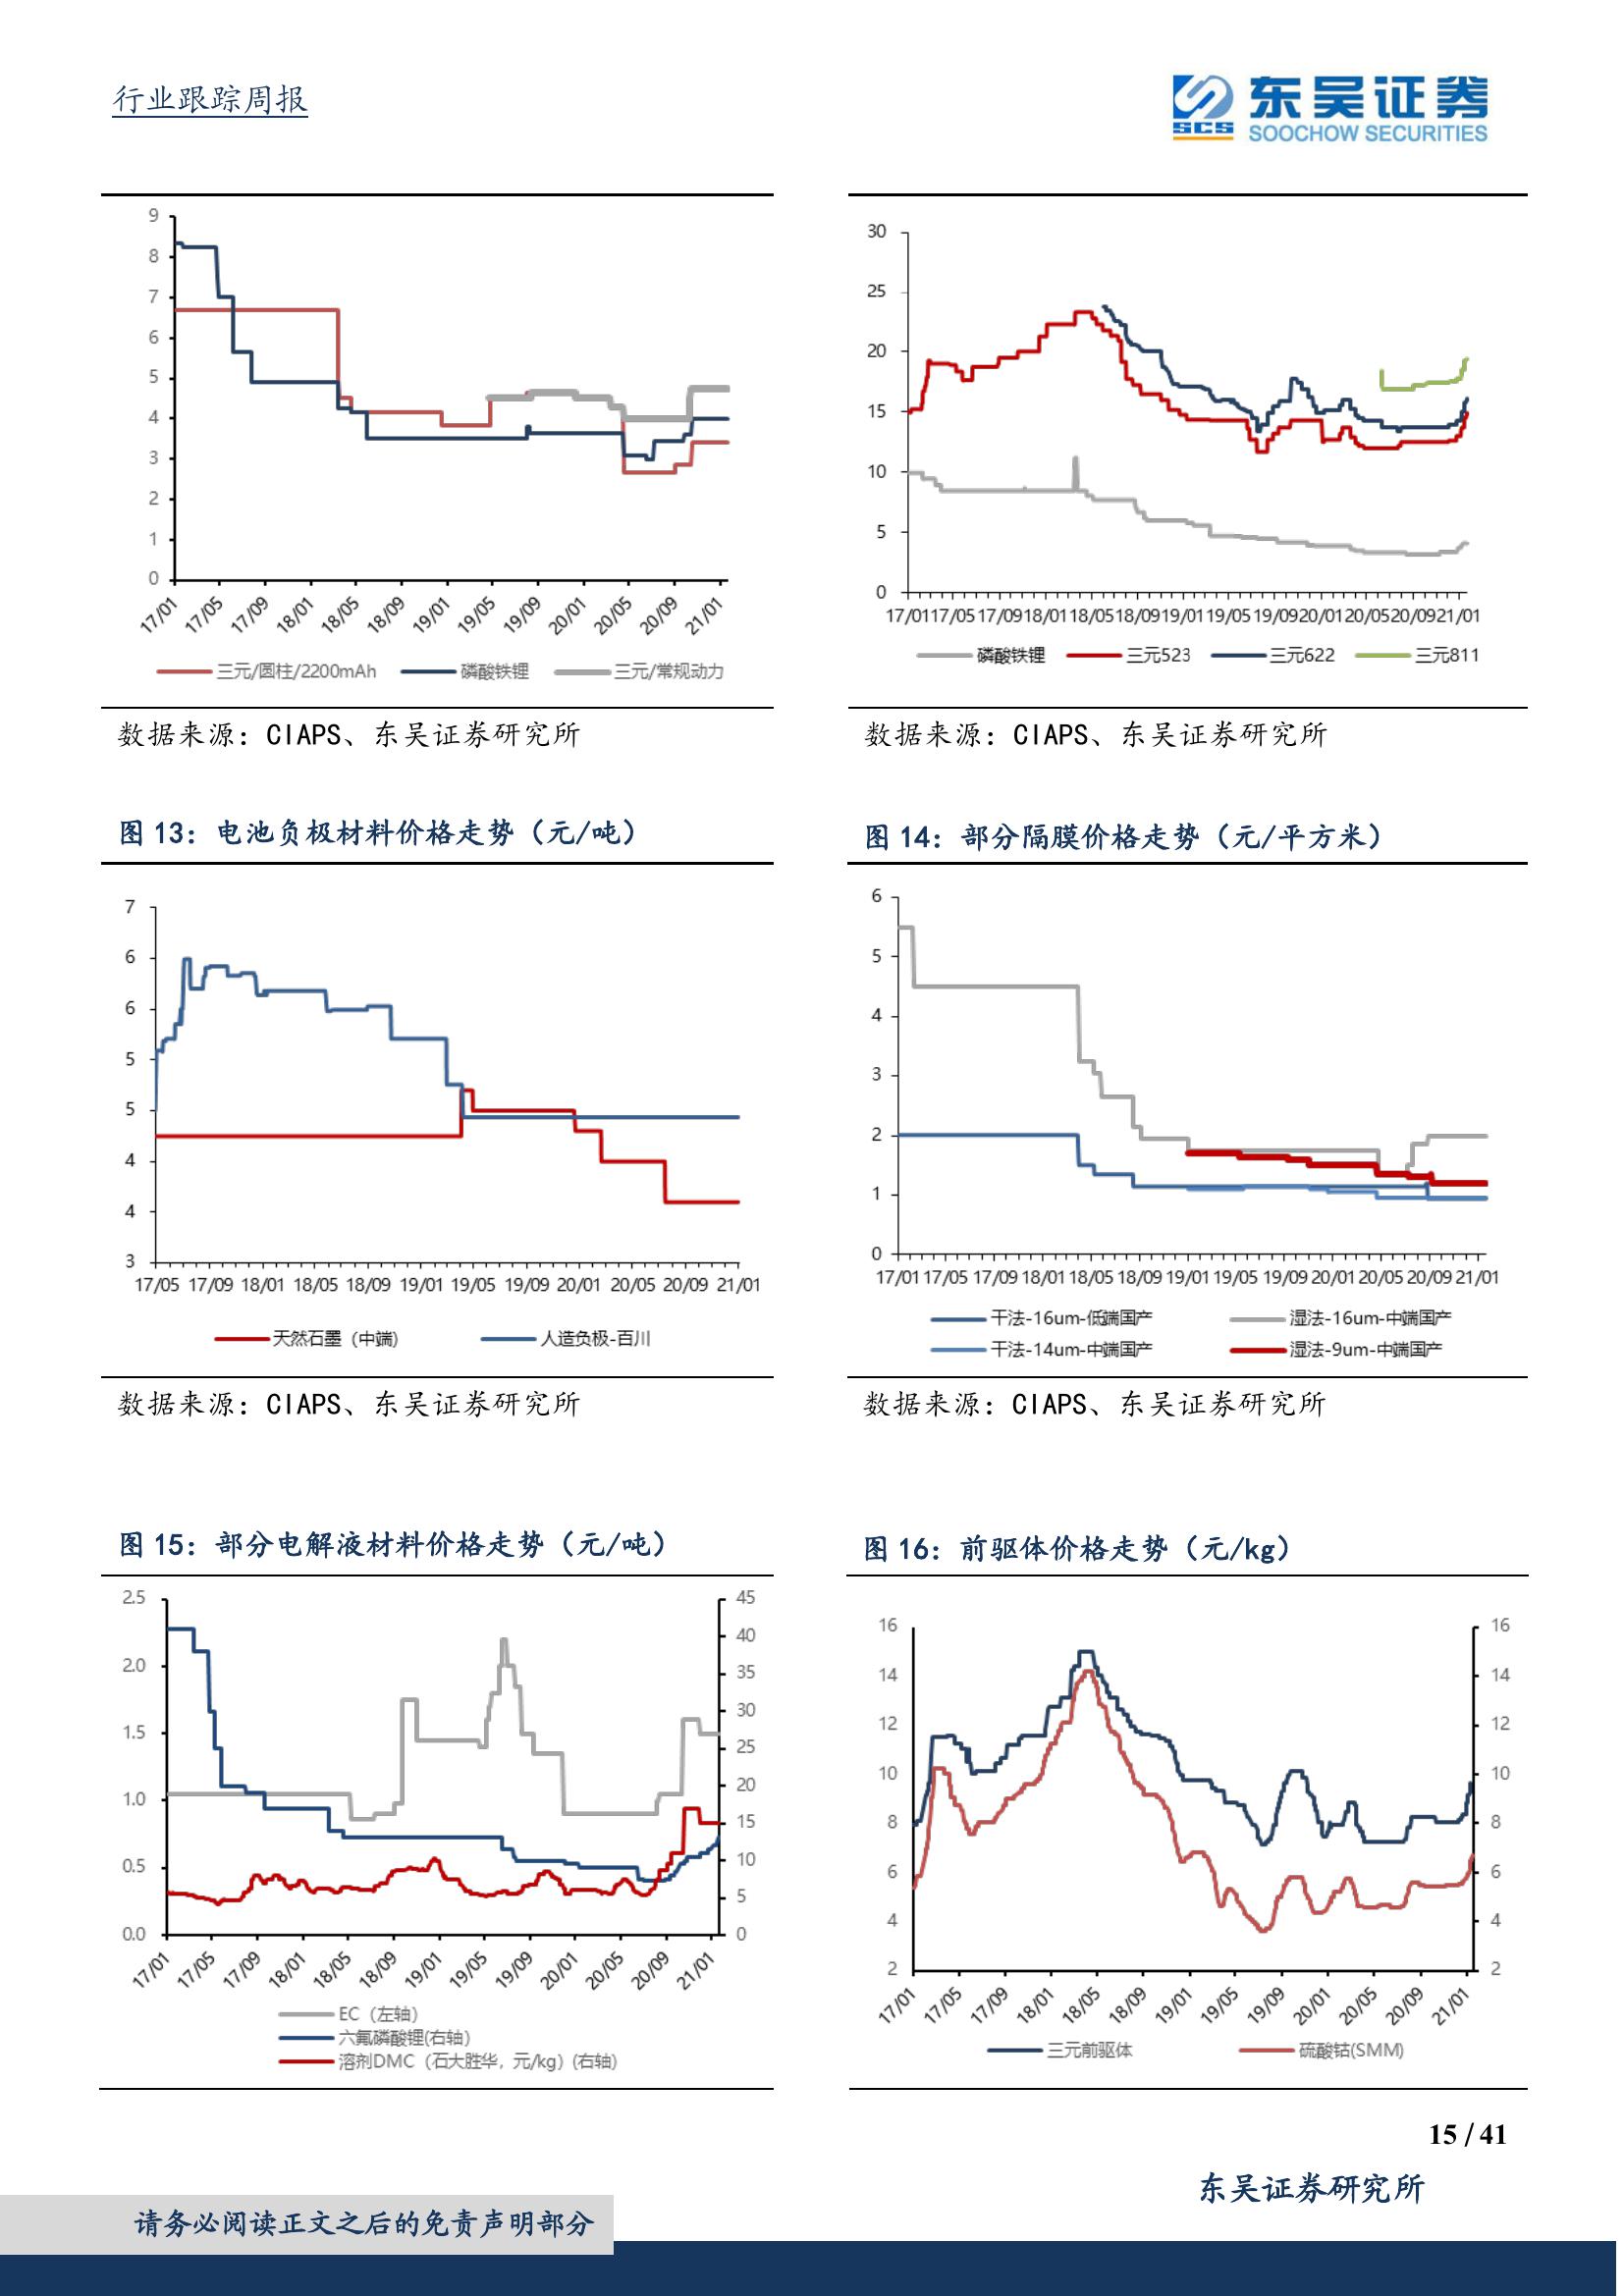 行业跟踪周报
东吴证券
SCS
SOOCHOW SECURITIES
9
8
7
6
5
4
3
2
1
0
17/01 17/05 17/09 18/01 18/05 18/09 19/01 19/05 19/09 20/01 20/05 20/09 21/01
三元/圆柱/2200mAh 磷酸铁锂 三元/常规动力
数据来源：CIAPS、东吴证券研究所
30
25
20
15
10
5
0
17/01 17/05 17/09 18/01 18/05 18/09 19/01 19/05 19/09 20/01 20/05 20/09 21/01
磷酸铁锂 三元523 三元622 三元811
数据来源：CIAPS、东吴证券研究所
图 13：电池负极材料价格走势（元/吨）
7
6
6
5
5
4
4
3
17/05 17/09 18/01 18/05 18/09 19/01 19/05 19/09 20/01 20/05 20/09 21/01
天然石墨（中端） 人造负极-百川
数据来源：CIAPS、东吴证券研究所
图 14：部分隔膜价格走势（元/平方米）
6
5
4
3
2
1
0
17/01 17/05 17/09 18/01 18/05 18/09 19/01 19/05 19/09 20/01 20/05 20/09 21/01
干法-16um-低端国产 湿法-16um-中端国产
干法-14um-中端国产 湿法-9um-中端国产
数据来源：CIAPS、东吴证券研究所
图 15：部分电解液材料价格走势（元/吨）
2.5 45
40
2.0 35
30
1.5 25
20
1.0 15
10
0.5 5
0.0 0
17/01 17/05 17/09 18/01 18/05 18/09 19/01 19/05 19/09 20/01 20/05 20/09 21/01
EC（左轴）
六氟磷酸锂(右轴)
溶剂DMC（石大胜华，元/kg）(右轴)
图 16：前驱体价格走势（元/kg）
16 16
14 14
12 12
10 10
8 8
6 6
4 4
2 2
17/01 17/05 17/09 18/01 18/05 18/09 19/01 19/05 19/09 20/01 20/05 20/09 21/01
三元前驱体 硫酸钴(SMM)
15 / 41
东吴证券研究所
请务必阅读正文之后的免责声明部分